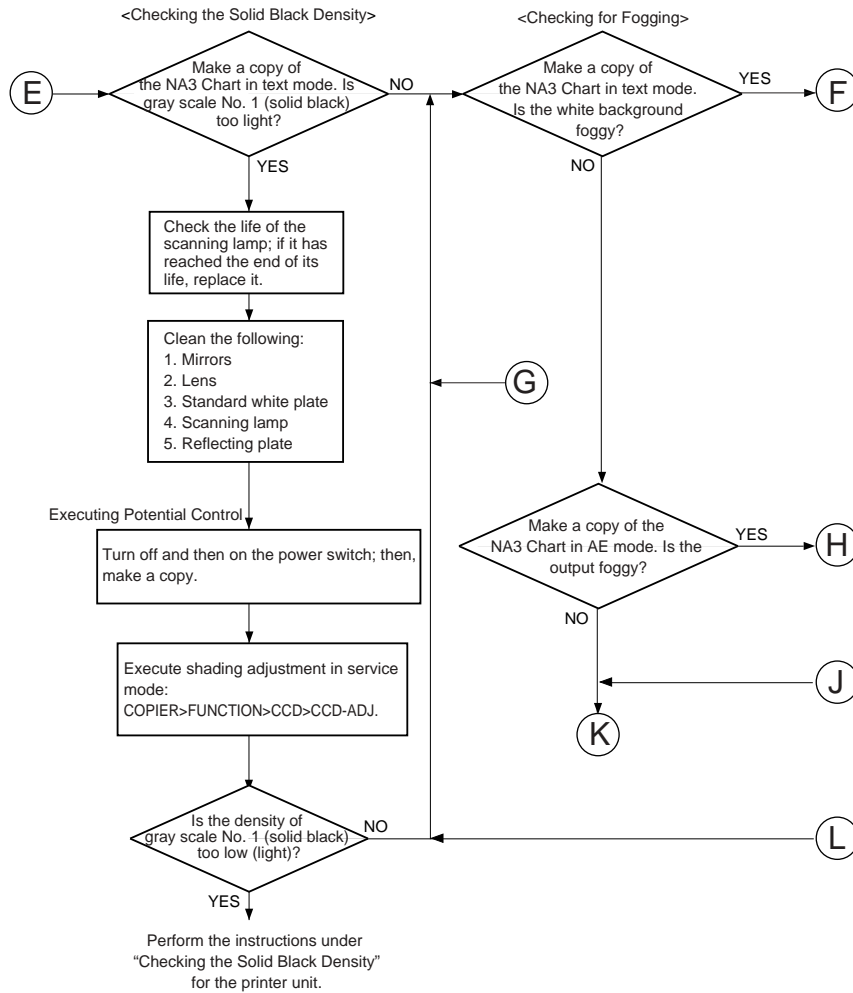 <Checking the Solid Black Density>
E
Make a copy of
the NA3 Chart in text mode. Is
gray scale No. 1 (solid black)
too light?
NO
YES
Check the life of the
scanning lamp; if it has
reached the end of its
life, replace it.
Clean the following:
1. Mirrors
2. Lens
3. Standard white plate
4. Scanning lamp
5. Reflecting plate
Executing Potential Control
Turn off and then on the power switch; then,
make a copy.
Execute shading adjustment in service
mode:
COPIER>FUNCTION>CCD>CCD-ADJ.
Is the density of
gray scale No. 1 (solid black)
too low (light)?
NO
YES
Perform the instructions under
“Checking the Solid Black Density”
for the printer unit.
<Checking for Fogging>
Make a copy of
the NA3 Chart in text mode.
Is the white background
foggy?
YES
F
NO
G
Make a copy of the
NA3 Chart in AE mode. Is the
output foggy?
YES
H
NO
J
K
L